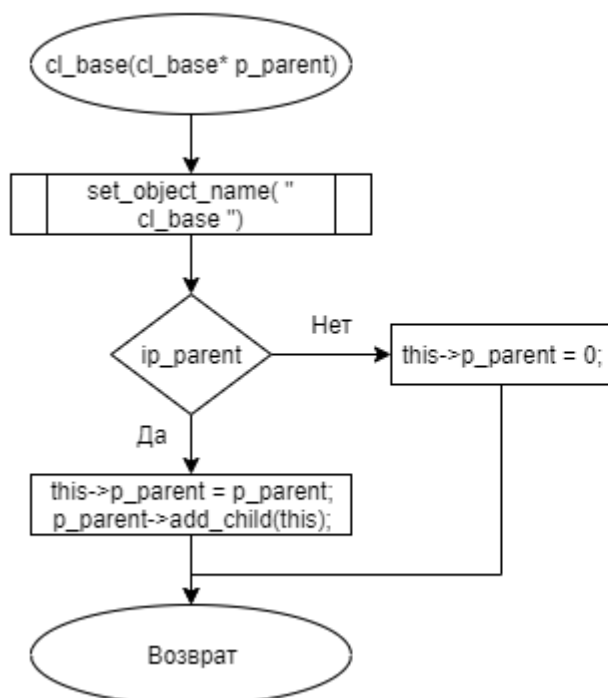 cl_base(cl_base* p_parent)
set_object_name( "
cl_base ")
ip_parent
Нет
this->p_parent = 0;
Да
this->p_parent = p_parent;
p_parent->add_child(this);
Возврат